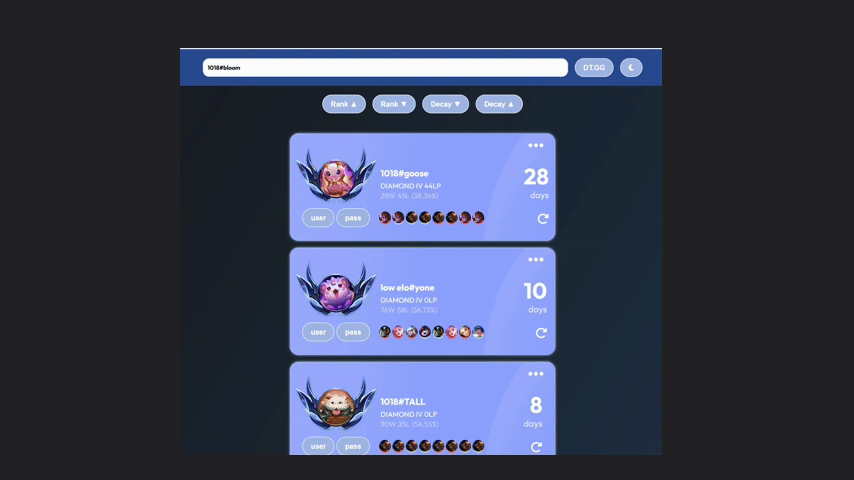 1018#bloom
DT.GG
Rank ▲ Rank ▼ Decay ▼ Decay ▲
1018#goose
DIAMOND IV 44LP
28W 45L (38.36%)
28
days
user pass
low elo#yone
DIAMOND IV 0LP
76W 58L (56.72%)
10
days
user pass
1018#TALL
DIAMOND IV 0LP
30W 25L (54.55%)
8
days
user pass